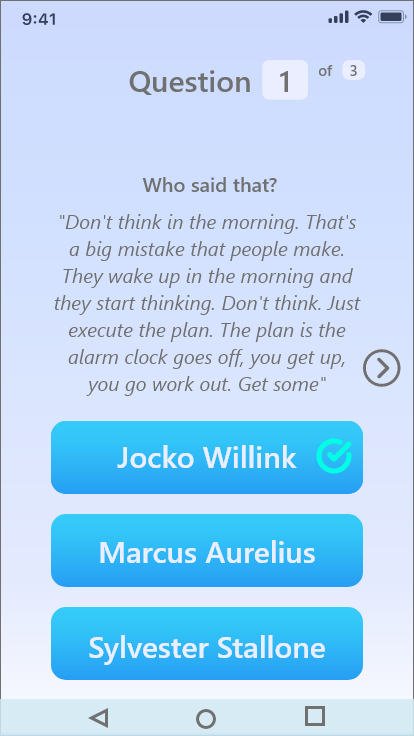 9:41
Question 1 of 3
Who said that?
"Don't think in the morning. That's
a big mistake that people make.
They wake up in the morning and
they start thinking. Don't think. Just
execute the plan. The plan is the
alarm clock goes off, you get up,
you go work out. Get some"
Jocko Willink
Marcus Aurelius
Sylvester Stallone